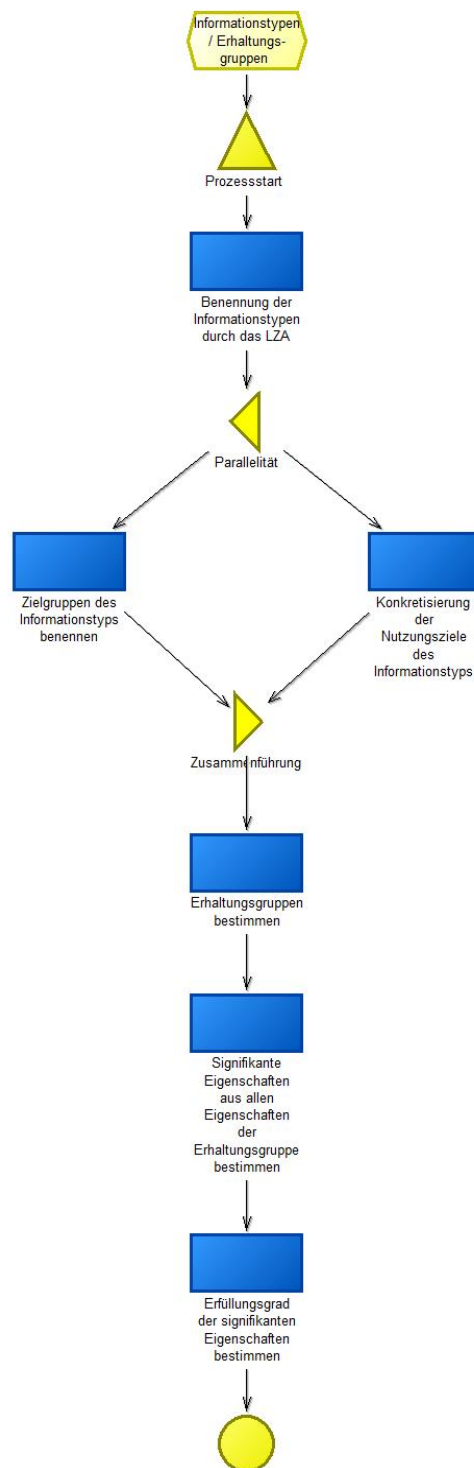 Informationstypen
/ Erhaltungs-
gruppen
Prozessstart
Benennung der
Informationstypen
durch das LZA
Parallelität
Zielgruppen des
Informationstyps
benennen
Konkretisierung
der
Nutzungsziele
des
Informationstyps
Zusammenführung
Erhaltungsgruppen
bestimmen
Signifikante
Eigenschaften
aus allen
Eigenschaften
der
Erhaltungsgruppe
bestimmen
Erfüllungsgrad
der signifikanten
Eigenschaften
bestimmen